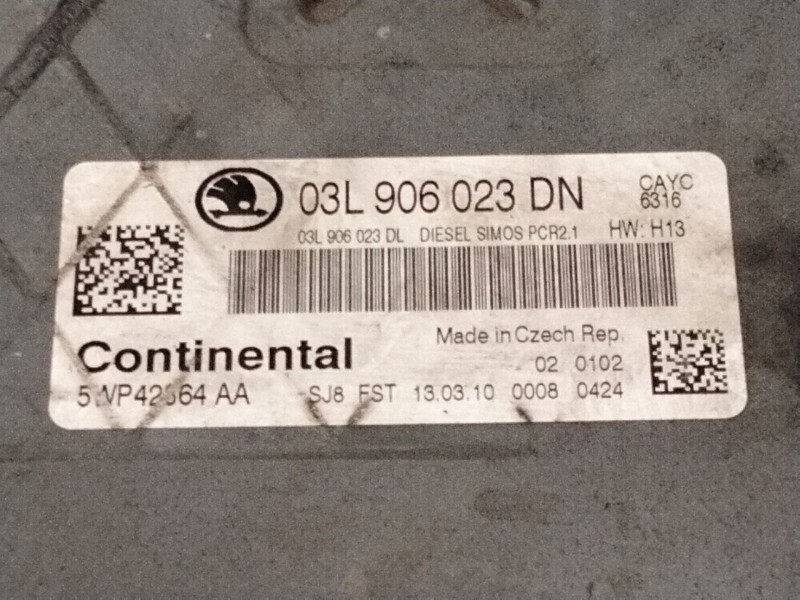 03L 906 023 DN
CAYC
6316
03L 906 023 DL DIESEL SIMOS PCR2.1 HW: H13
Continental
Made in Czech Rep.
02 0102
AA SJ8 FST 13.03.10 0008 0424